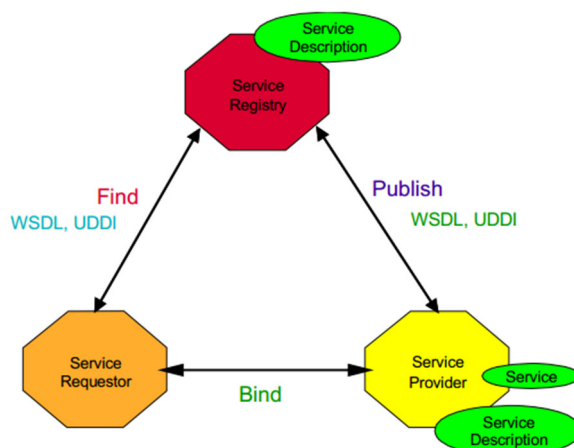 Service
Description
Service
Registry
Find
Publish
WSDL, UDDI
WSDL, UDDI
Service
Requestor
Service
Provider
Service
Bind
Service
Description